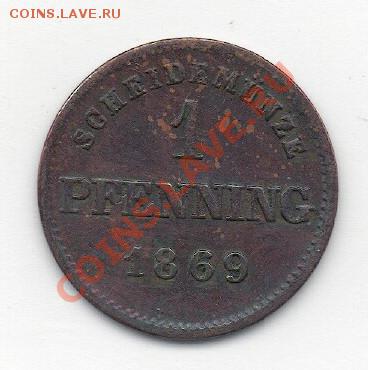 COINS.LAVE.RU
SCHEIDEMÜNZE
1
PFENNING
1869
COINS.LAVE.RU